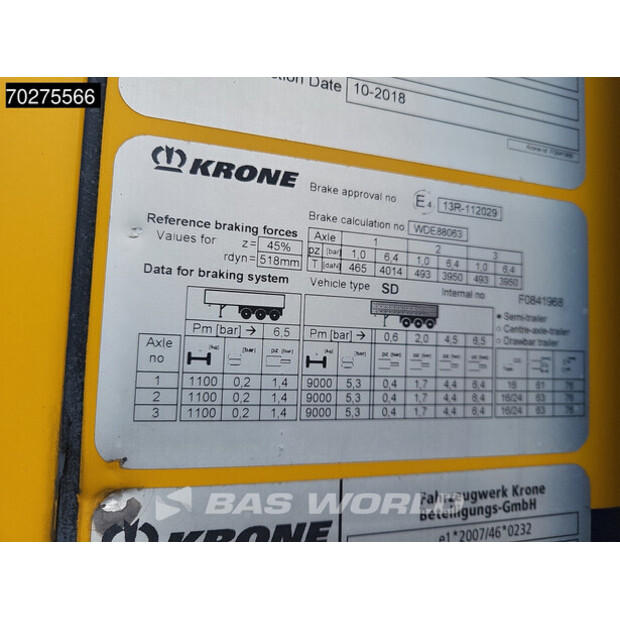 70275566
ction Date 10-2018
KRONE
Brake approval no E4 13R-112029
Brake calculation no WDE88063
Reference braking forces
Values for z= 45%
rdyn= 518mm
Axle 1 2 3
pz [bar] 1,0 6,4 1,0 6,4 1,0 6,4
T [daN] 465 4014 493 3950 493 3950
Data for braking system
Vehicle type SD Internal no F0841968
Semi-trailer
Centre-axle-trailer
Drawbar trailer
Pm [bar] → 6,5 Pm [bar] → 0,6 2,0 4,5 6,5
Axle no
1 1100 0,2 1,4 9000 5,3 0,4 1,7 4,4 6,4 16 61 76
2 1100 0,2 1,4 9000 5,3 0,4 1,7 4,4 6,4 16/24 63 76
3 1100 0,2 1,4 9000 5,3 0,4 1,7 4,4 6,4 16/24 63 76
BAS WORLD
KRONE
Fahrzeugwerk Krone
Beteiligungs-GmbH
e1*2007/46*0232